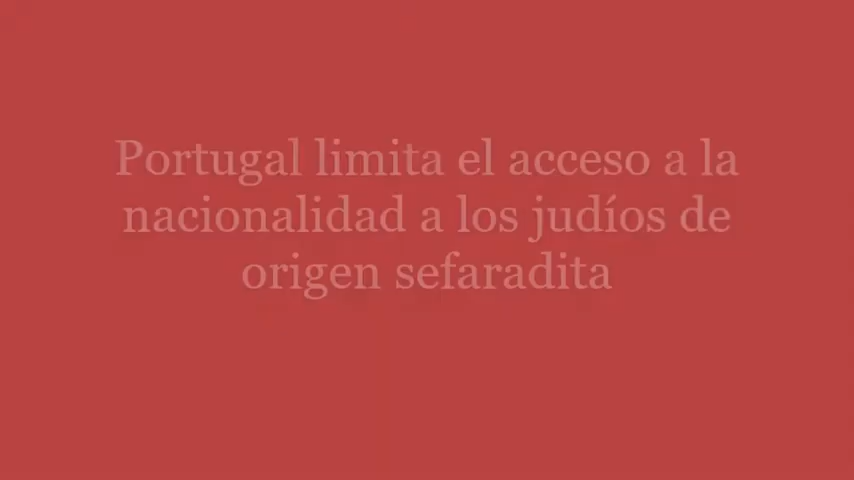 Portugal limita el acceso a la
nacionalidad a los judíos de
origen sefaradita